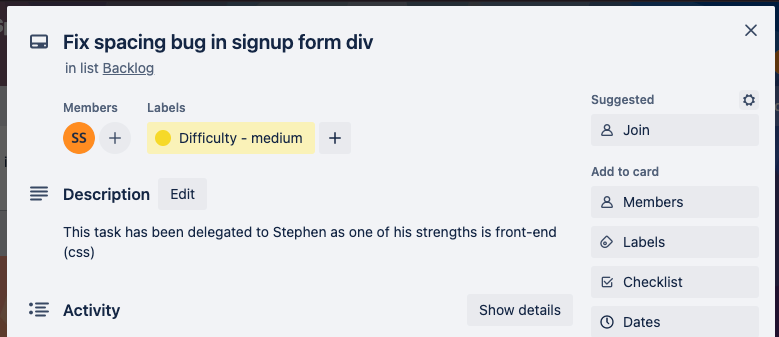 Fix spacing bug in signup form div
in list Backlog
Members
Labels
SS
+
Difficulty - medium
+
Description
Edit
This task has been delegated to Stephen as one of his strengths is front-end
(css)
Activity
Show details
Suggested
Join
Add to card
Members
Labels
Checklist
Dates